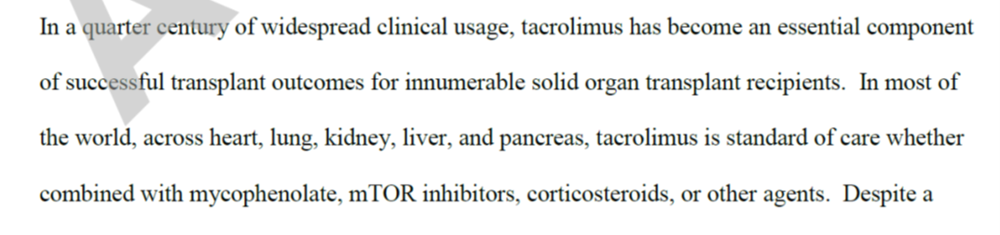 In a quarter century of widespread clinical usage, tacrolimus has become an essential component
of successful transplant outcomes for innumerable solid organ transplant recipients.  In most of
the world, across heart, lung, kidney, liver, and pancreas, tacrolimus is standard of care whether
combined with mycophenolate, mTOR inhibitors, corticosteroids, or other agents.  Despite a